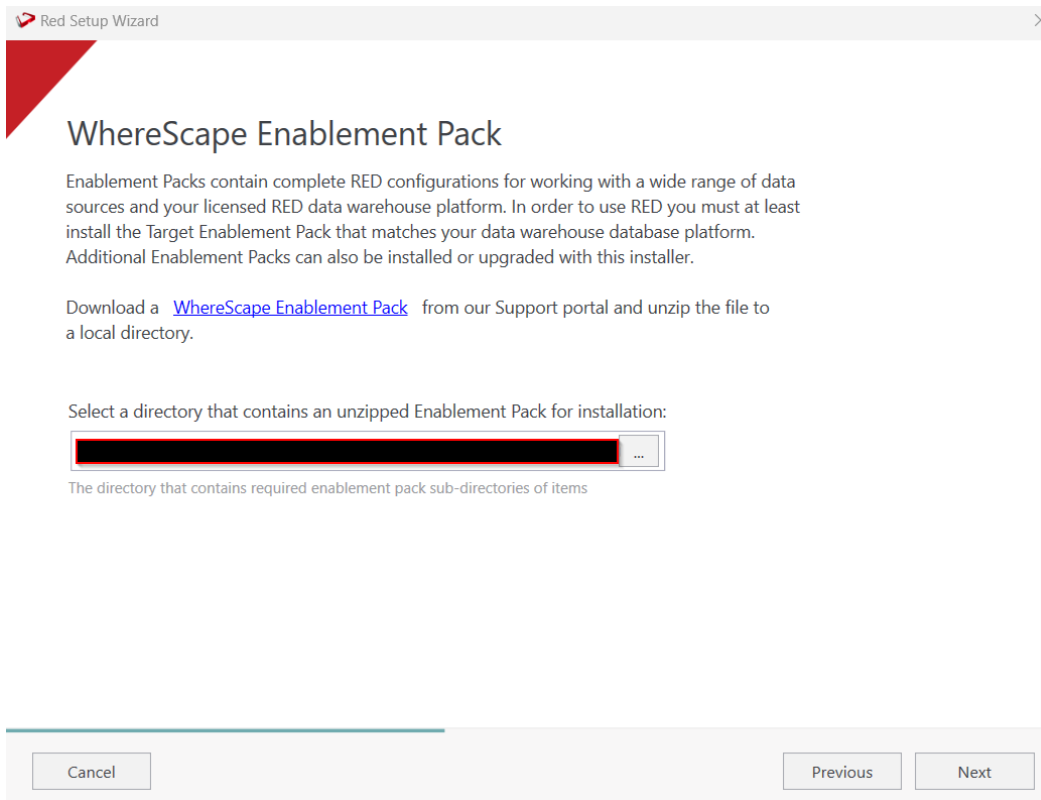 Red Setup Wizard
WhereScape Enablement Pack
Enablement Packs contain complete RED configurations for working with a wide range of data
sources and your licensed RED data warehouse platform. In order to use RED you must at least
install the Target Enablement Pack that matches your data warehouse database platform.
Additional Enablement Packs can also be installed or upgraded with this installer.
Download a WhereScape Enablement Pack from our Support portal and unzip the file to
a local directory.
Select a directory that contains an unzipped Enablement Pack for installation:
...
The directory that contains required enablement pack sub-directories of items
Cancel Previous Next